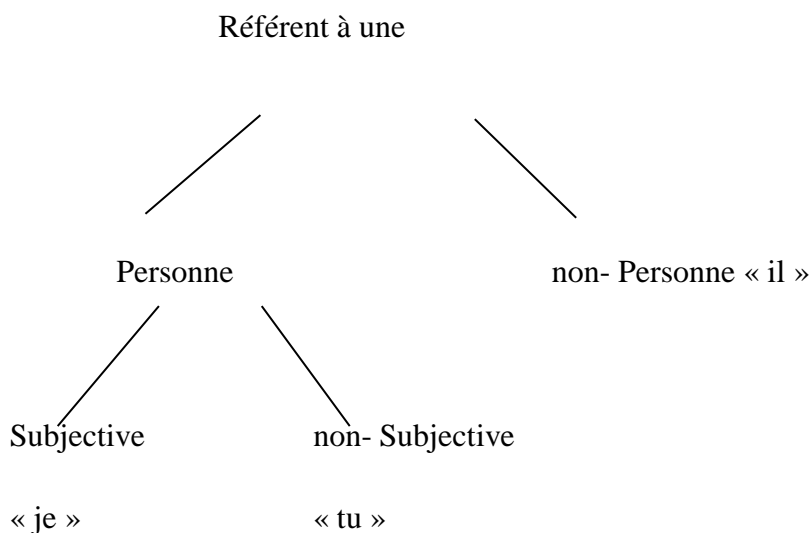 Référent à une
Personne
non- Personne « il »
Subjective
non- Subjective
« je »
« tu »